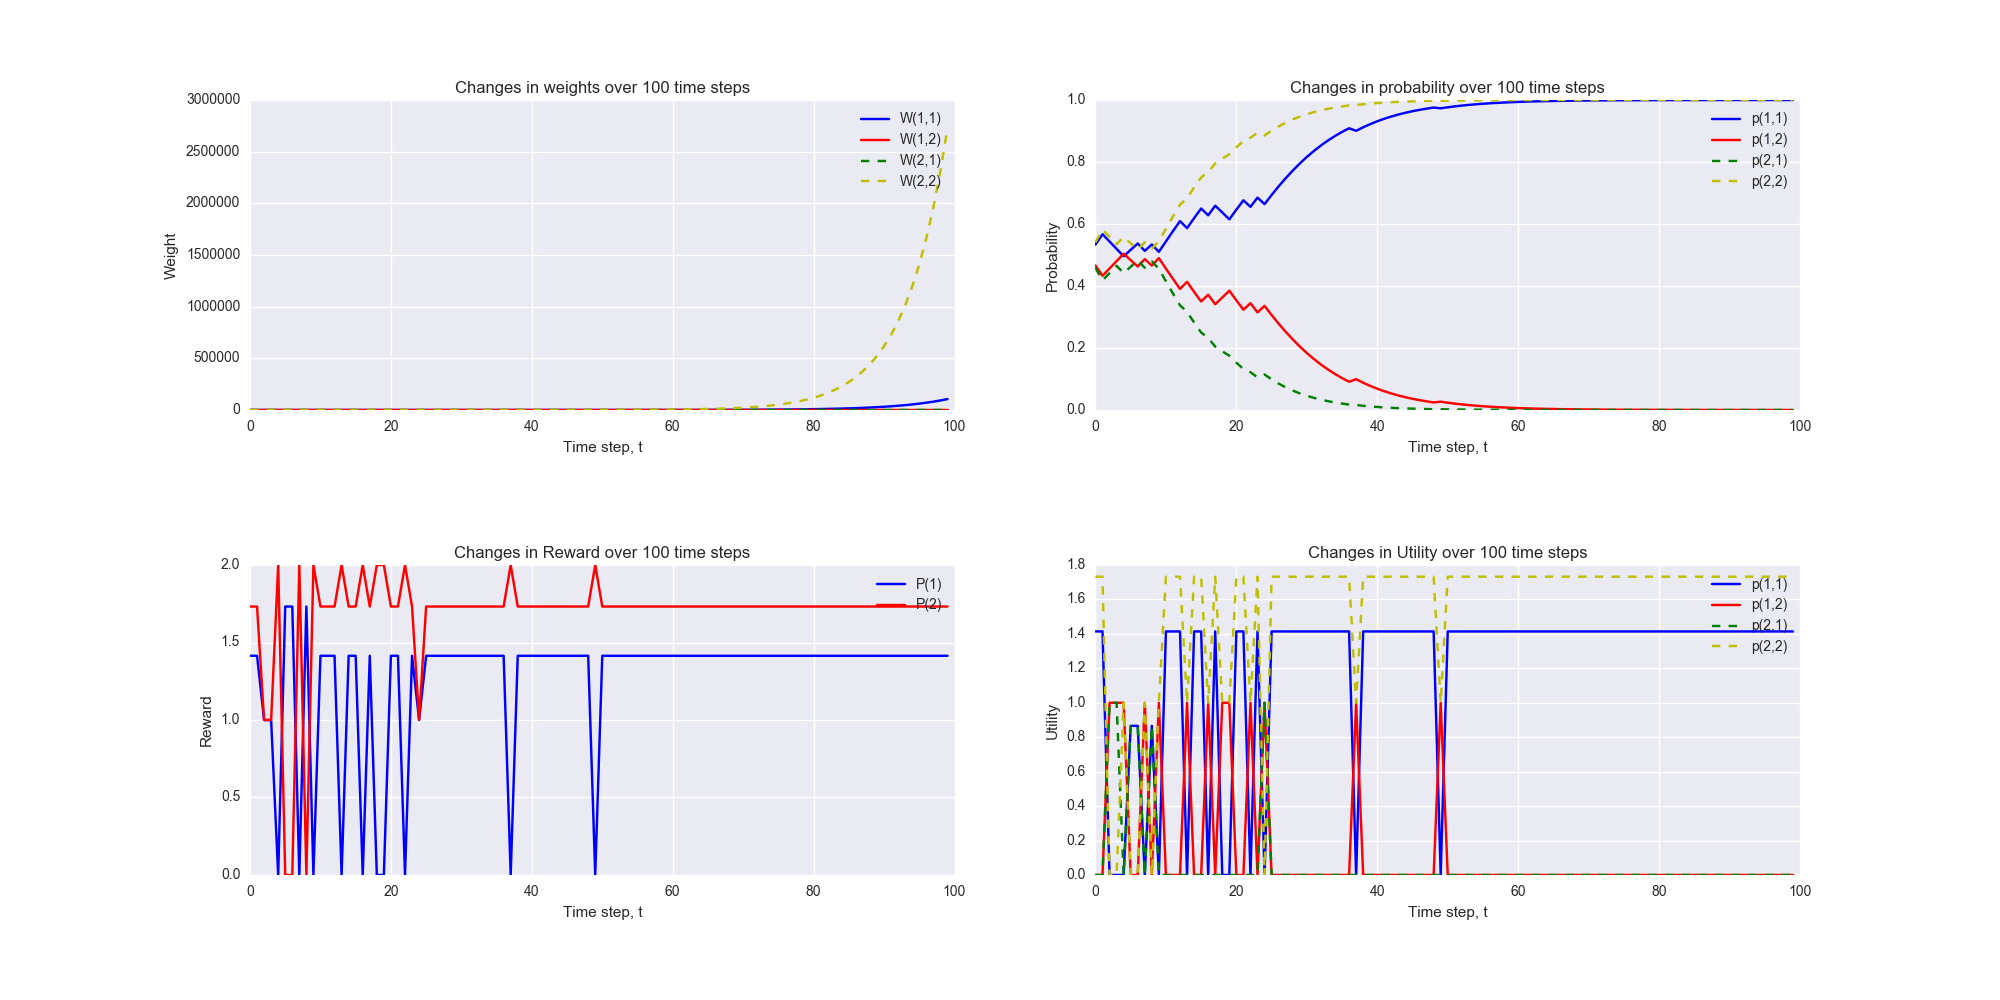 Changes in weights over 100 time steps
3000000
2500000
2000000
1500000
1000000
500000
0
Weight
W(1,1)
W(1,2)
W(2,1)
W(2,2)
0 20 40 60 80 100
Time step, t
Changes in probability over 100 time steps
1.0
0.8
0.6
0.4
0.2
0.0
Probability
p(1,1)
p(1,2)
p(2,1)
p(2,2)
0 20 40 60 80 100
Time step, t
Changes in Reward over 100 time steps
2.0
1.5
1.0
0.5
0.0
Reward
P(1)
P(2)
0 20 40 60 80 100
Time step, t
Changes in Utility over 100 time steps
1.8
1.6
1.4
1.2
1.0
0.8
0.6
0.4
0.2
0.0
Utility
p(1,1)
p(1,2)
p(2,1)
p(2,2)
0 20 40 60 80 100
Time step, t